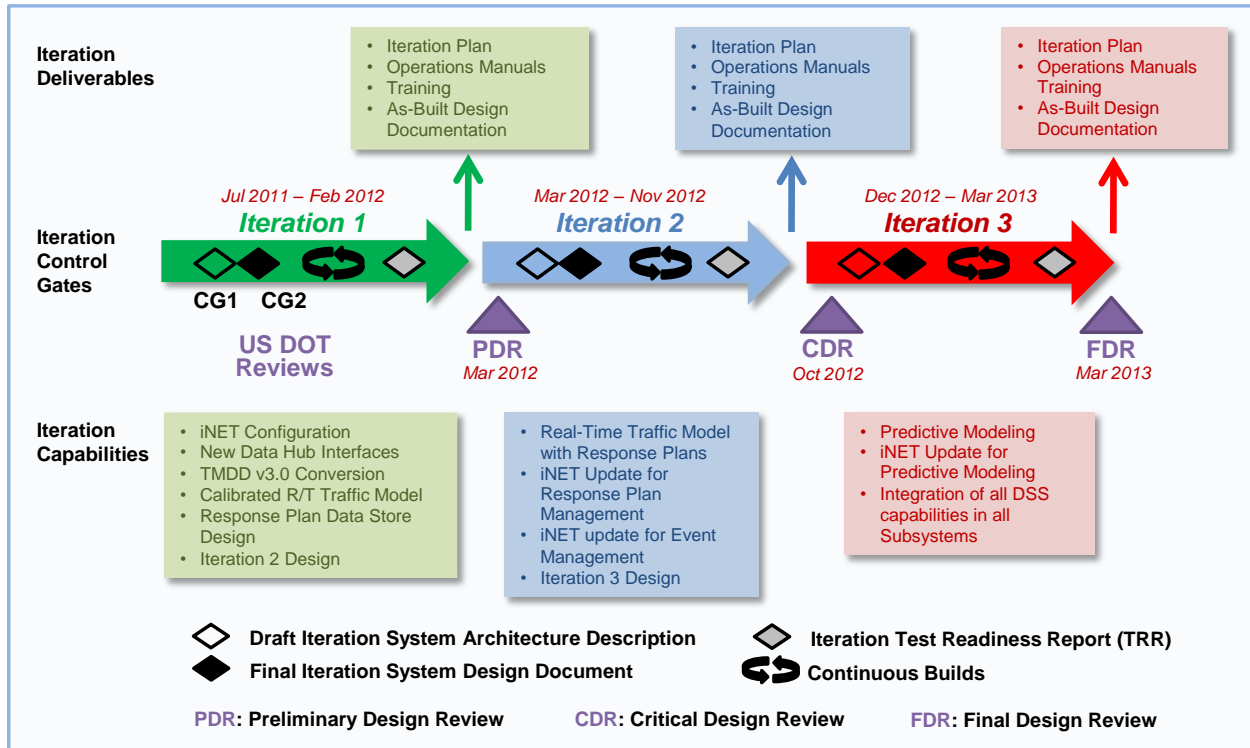 Iteration
Deliverables
• Iteration Plan
• Operations Manuals
• Training
• As-Built Design
Documentation
• Iteration Plan
• Operations Manuals
• Training
• As-Built Design
Documentation
• Iteration Plan
• Operations Manuals
Training
• As-Built Design
Documentation
Jul 2011 – Feb 2012
Iteration 1
Mar 2012 – Nov 2012
Iteration 2
Dec 2012 – Mar 2013
Iteration 3
Iteration
Control
Gates
CG1 CG2
US DOT
Reviews
PDR
Mar 2012
CDR
Oct 2012
FDR
Mar 2013
Iteration
Capabilities
• iNET Configuration
• New Data Hub Interfaces
• TMDD v3.0 Conversion
• Calibrated R/T Traffic Model
• Response Plan Data Store
Design
• Iteration 2 Design
• Real-Time Traffic Model
with Response Plans
• iNET Update for
Response Plan
Management
• iNET update for Event
Management
• Iteration 3 Design
• Predictive Modeling
• iNET Update for
Predictive Modeling
• Integration of all DSS
capabilities in all
Subsystems
Draft Iteration System Architecture Description
Iteration Test Readiness Report (TRR)
Final Iteration System Design Document
Continuous Builds
PDR: Preliminary Design Review
CDR: Critical Design Review
FDR: Final Design Review